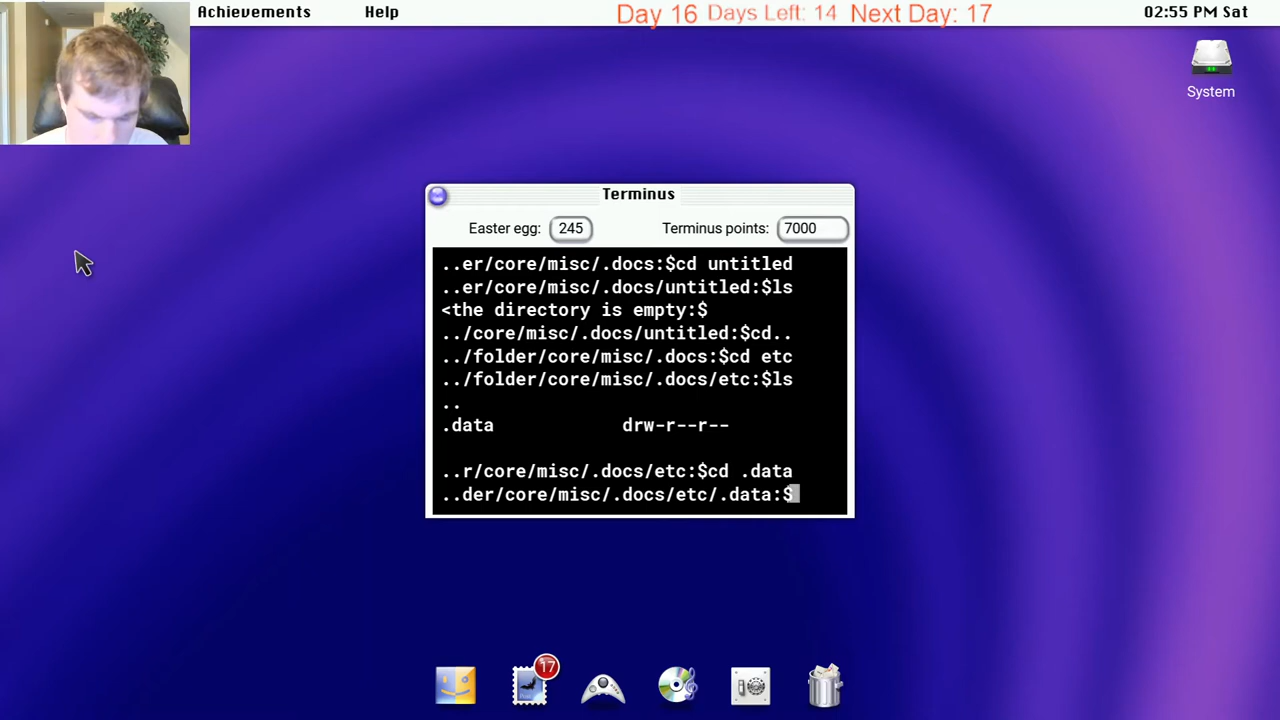 Achievements Help Day 16 Days Left: 14 Next Day: 17 02:55 PM Sat
System
Terminus
Easter egg: 245 Terminus points: 7000
..er/core/misc/.docs:$cd untitled
..er/core/misc/.docs/untitled:$ls
<the directory is empty:$
../core/misc/.docs/untitled:$cd..
../folder/core/misc/.docs:$cd etc
../folder/core/misc/.docs/etc:$ls
..
.data drw-r--r--
..r/core/misc/.docs/etc:$cd .data
..der/core/misc/.docs/etc/.data:$
17